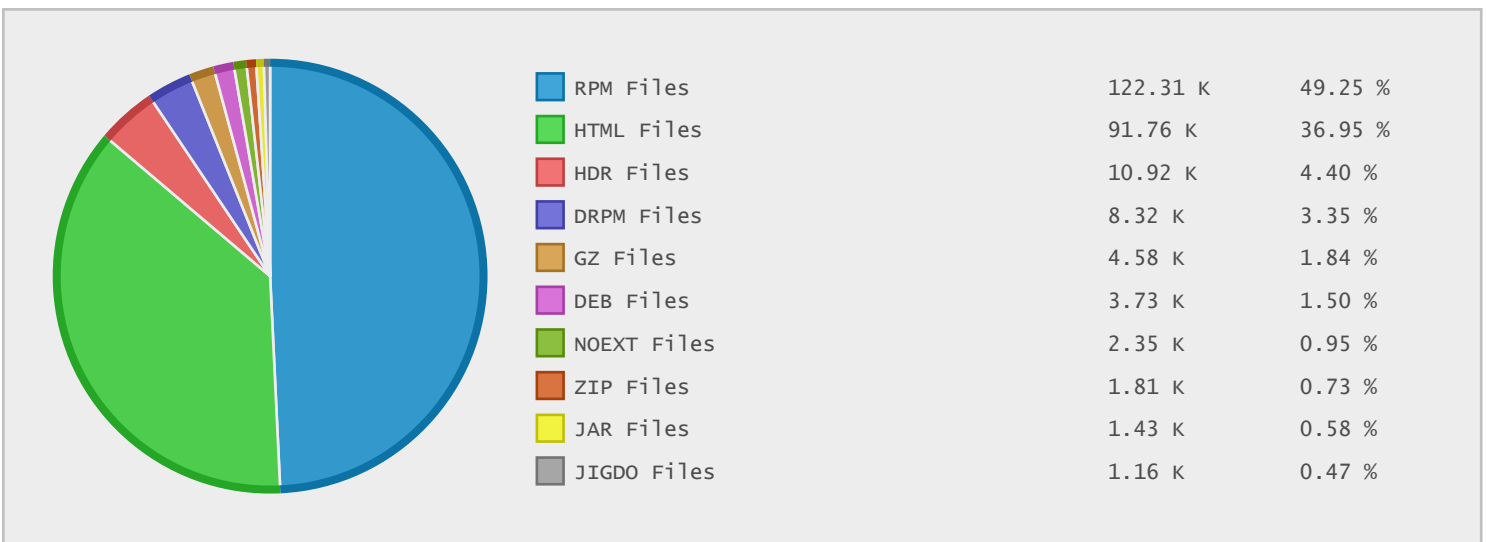 RPM Files 122.31 K 49.25 %
HTML Files 91.76 K 36.95 %
HDR Files 10.92 K 4.40 %
DRPM Files 8.32 K 3.35 %
GZ Files 4.58 K 1.84 %
DEB Files 3.73 K 1.50 %
NOEXT Files 2.35 K 0.95 %
ZIP Files 1.81 K 0.73 %
JAR Files 1.43 K 0.58 %
JIGDO Files 1.16 K 0.47 %